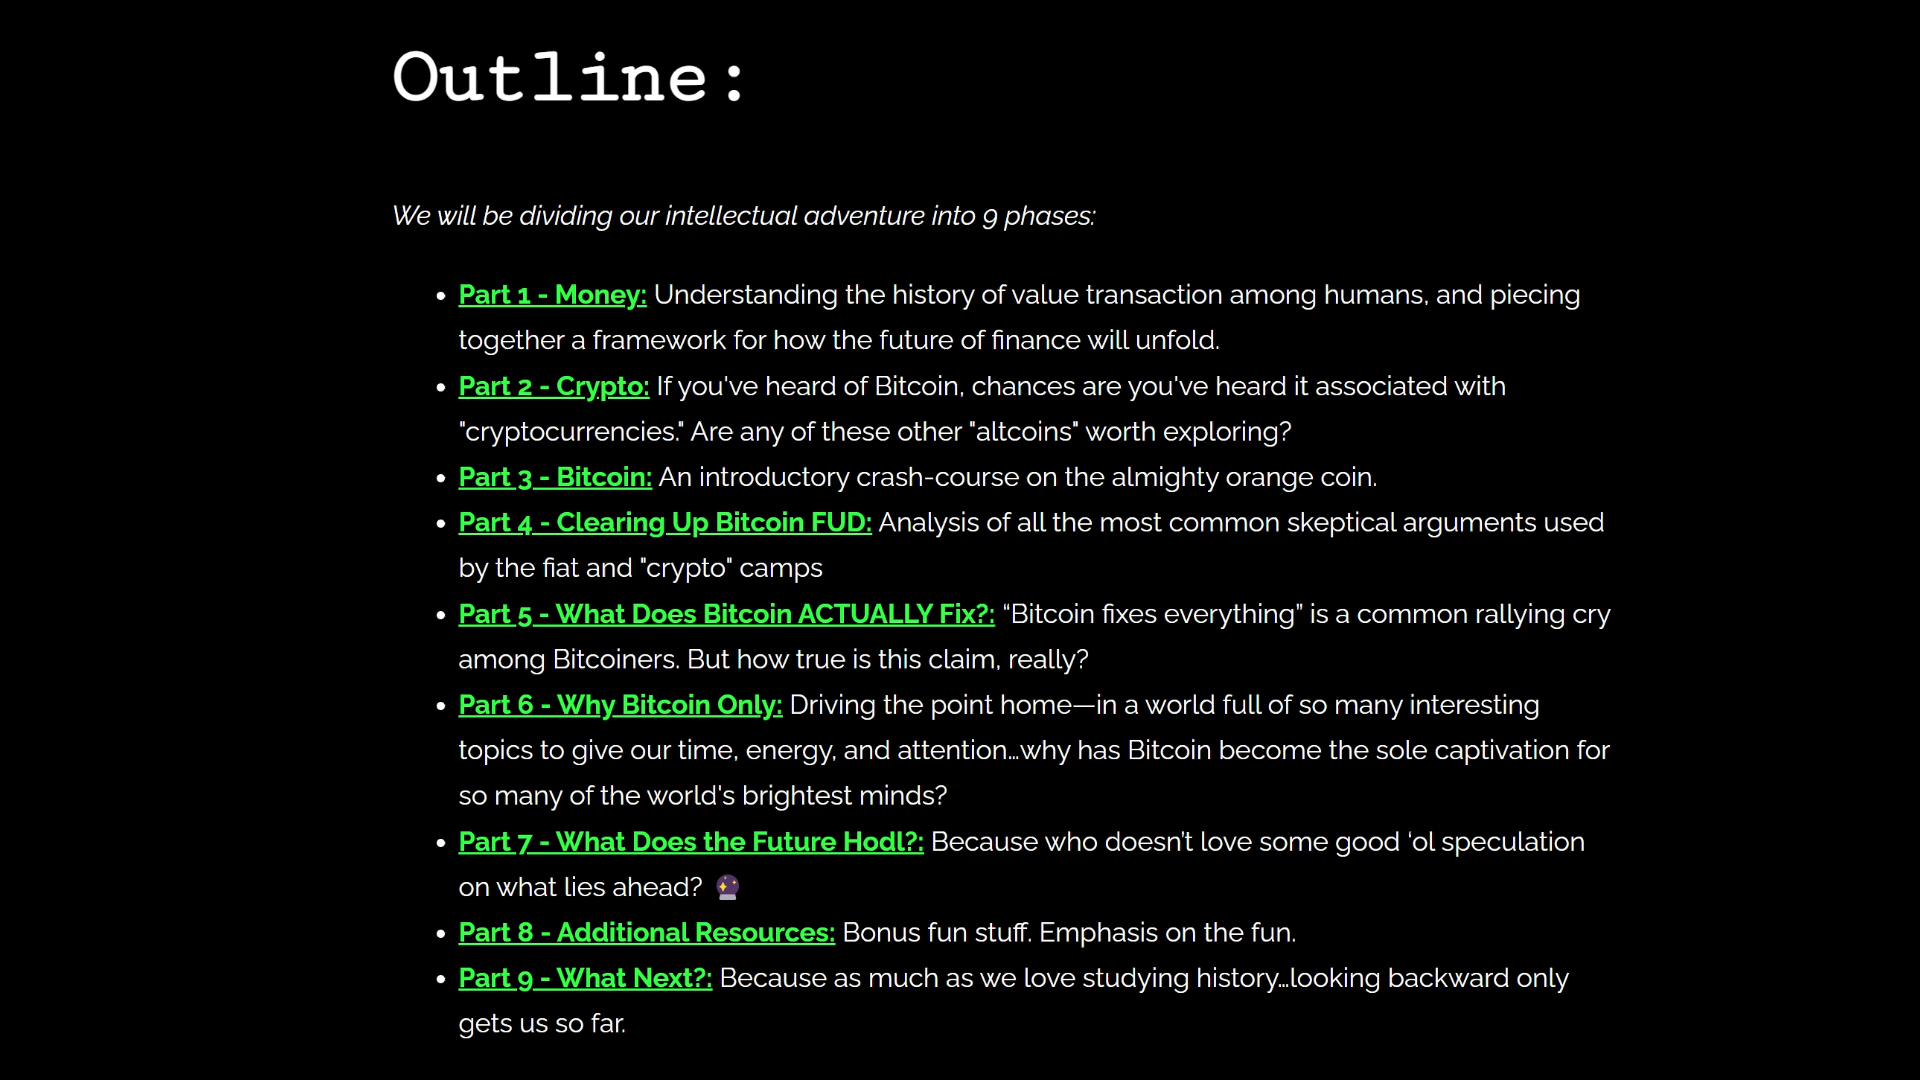 Outline:
We will be dividing our intellectual adventure into 9 phases:
• Part 1 - Money: Understanding the history of value transaction among humans, and piecing
together a framework for how the future of finance will unfold.
• Part 2 - Crypto: If you've heard of Bitcoin, chances are you've heard it associated with
"cryptocurrencies." Are any of these other "altcoins" worth exploring?
• Part 3 - Bitcoin: An introductory crash-course on the almighty orange coin.
• Part 4 - Clearing Up Bitcoin FUD: Analysis of all the most common skeptical arguments used
by the fiat and "crypto" camps
• Part 5 - What Does Bitcoin ACTUALLY Fix?: “Bitcoin fixes everything” is a common rallying cry
among Bitcoiners. But how true is this claim, really?
• Part 6 - Why Bitcoin Only: Driving the point home—in a world full of so many interesting
topics to give our time, energy, and attention…why has Bitcoin become the sole captivation for
so many of the world's brightest minds?
• Part 7 - What Does the Future Hodl?: Because who doesn’t love some good ‘ol speculation
on what lies ahead? 🔮
• Part 8 - Additional Resources: Bonus fun stuff. Emphasis on the fun.
• Part 9 - What Next?: Because as much as we love studying history…looking backward only
gets us so far.